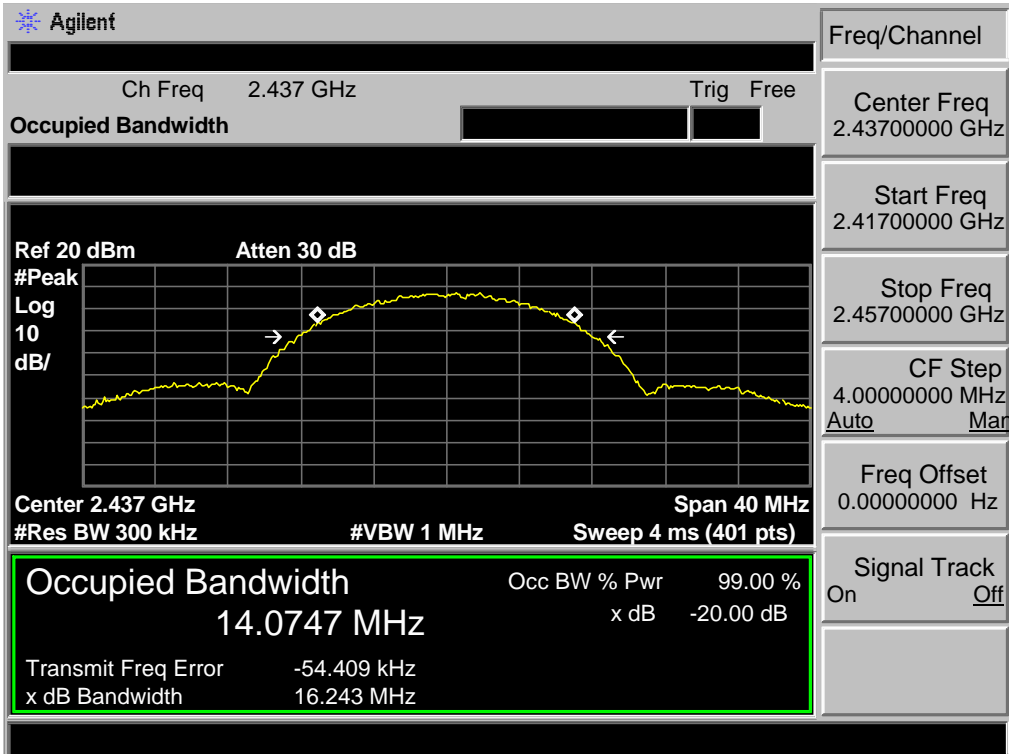 Agilent
Freq/Channel
Ch Freq 2.437 GHz Trig Free
Occupied Bandwidth
Center Freq
2.43700000 GHz
Start Freq
2.41700000 GHz
Stop Freq
2.45700000 GHz
CF Step
4.00000000 MHz
Auto Man
Freq Offset
0.00000000 Hz
Signal Track
On Off
Ref 20 dBm Atten 30 dB
#Peak
Log
10
dB/
Center 2.437 GHz Span 40 MHz
#Res BW 300 kHz #VBW 1 MHz Sweep 4 ms (401 pts)
Occupied Bandwidth
14.0747 MHz
Occ BW % Pwr 99.00 %
x dB -20.00 dB
Transmit Freq Error -54.409 kHz
x dB Bandwidth 16.243 MHz